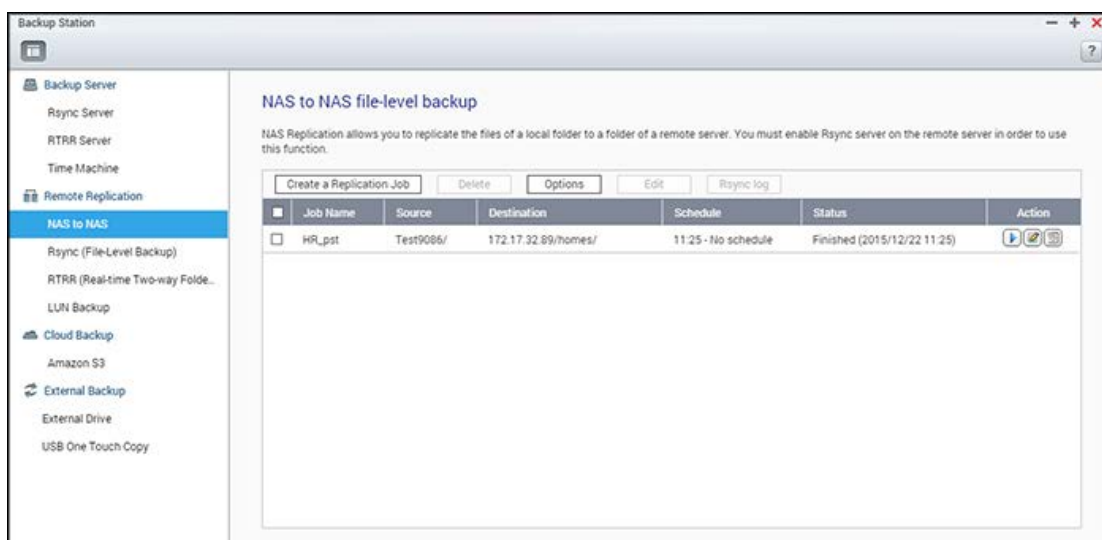 Backup Station
?
Backup Server
Rsync Server
RTRR Server
Time Machine
Remote Replication
NAS to NAS
Rsync (File-Level Backup)
RTRR (Real-time Two-way Folde..
LUN Backup
Cloud Backup
Amazon S3
External Backup
External Drive
USB One Touch Copy
NAS to NAS file-level backup
NAS Replication allows you to replicate the files of a local folder to a folder of a remote server. You must enable Rsync server on the remote server in order to use
this function.
Create a Replication Job Delete Options Edit Rsync log
Job Name Source Destination Schedule Status Action
HR_pst Test9086/ 172.17.32.89/homes/ 11:25 - No schedule Finished (2015/12/22 11:25)